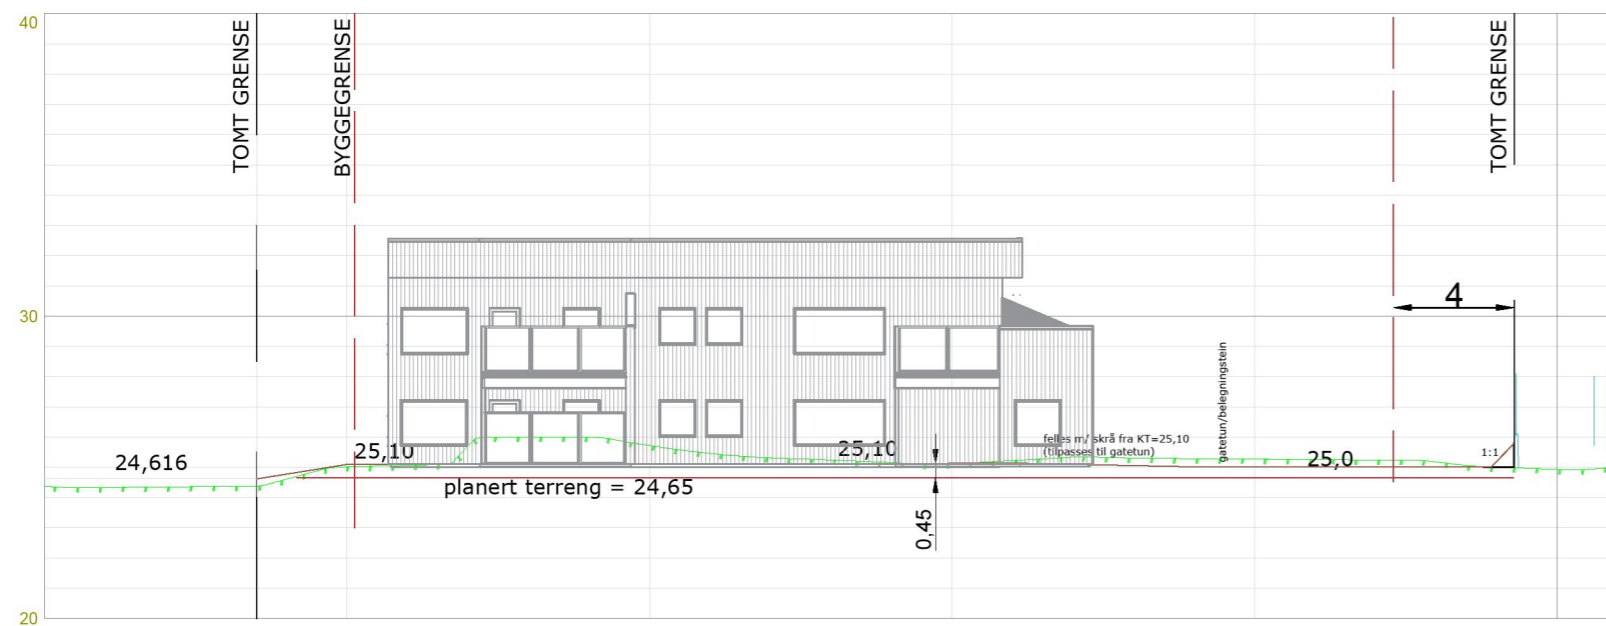 40
TOMT GRENSE
BYGGEGRENSE
TOMT GRENSE
30
4
gatetun/belegningstein
felles m/ skrå fra KT=25,10
(tilpasses til gatetun)
25,10
25,10
24,616
25,0
1:1
planert terreng = 24,65
0,45
20